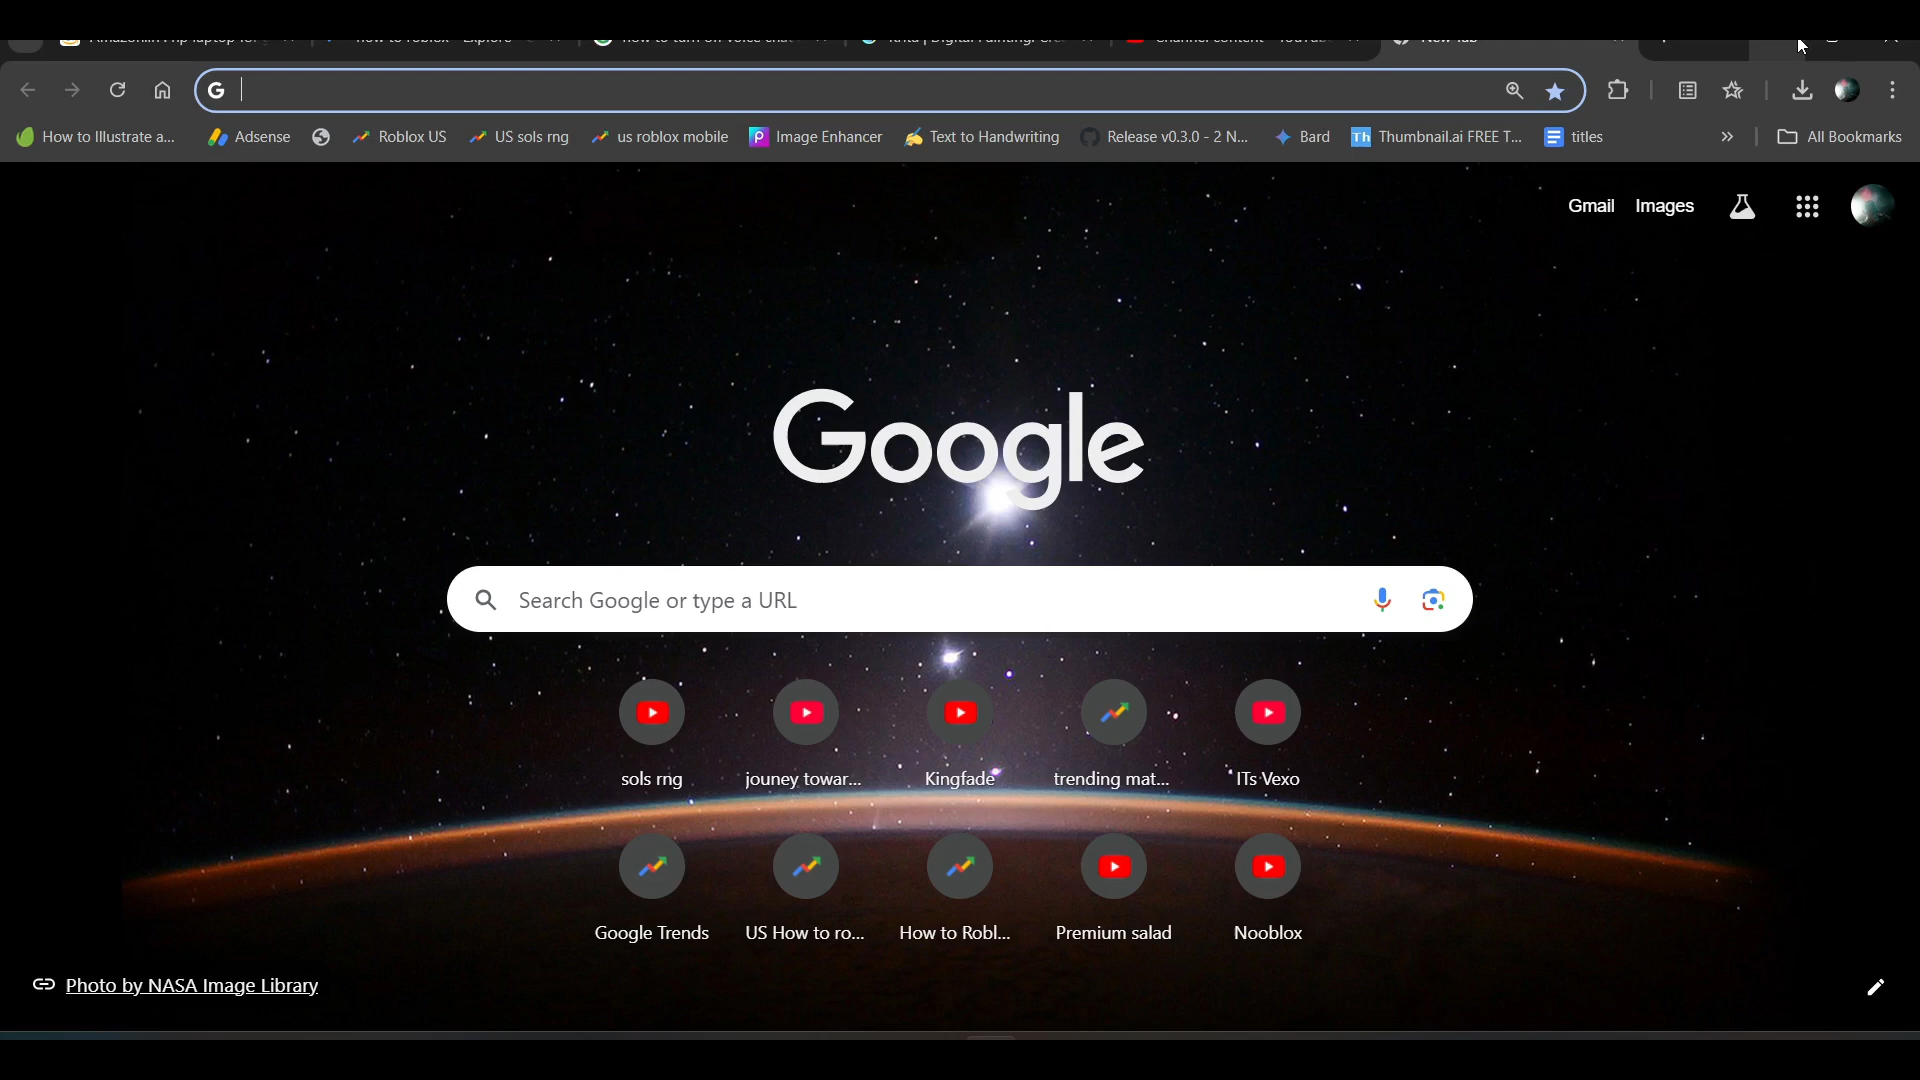 How to Illustrate a...
Adsense
Roblox US
US sols rng
us roblox mobile
Image Enhancer
Text to Handwriting
Release v0.3.0 - 2 N...
Bard
Thumbnail.ai FREE T...
titles
All Bookmarks
Gmail
Images
Google
Search Google or type a URL
sols rng
jouney towar...
Kingfade
trending mat...
ITs Vexo
Google Trends
US How to ro...
How to Robl...
Premium salad
Nooblox
Photo by NASA Image Library